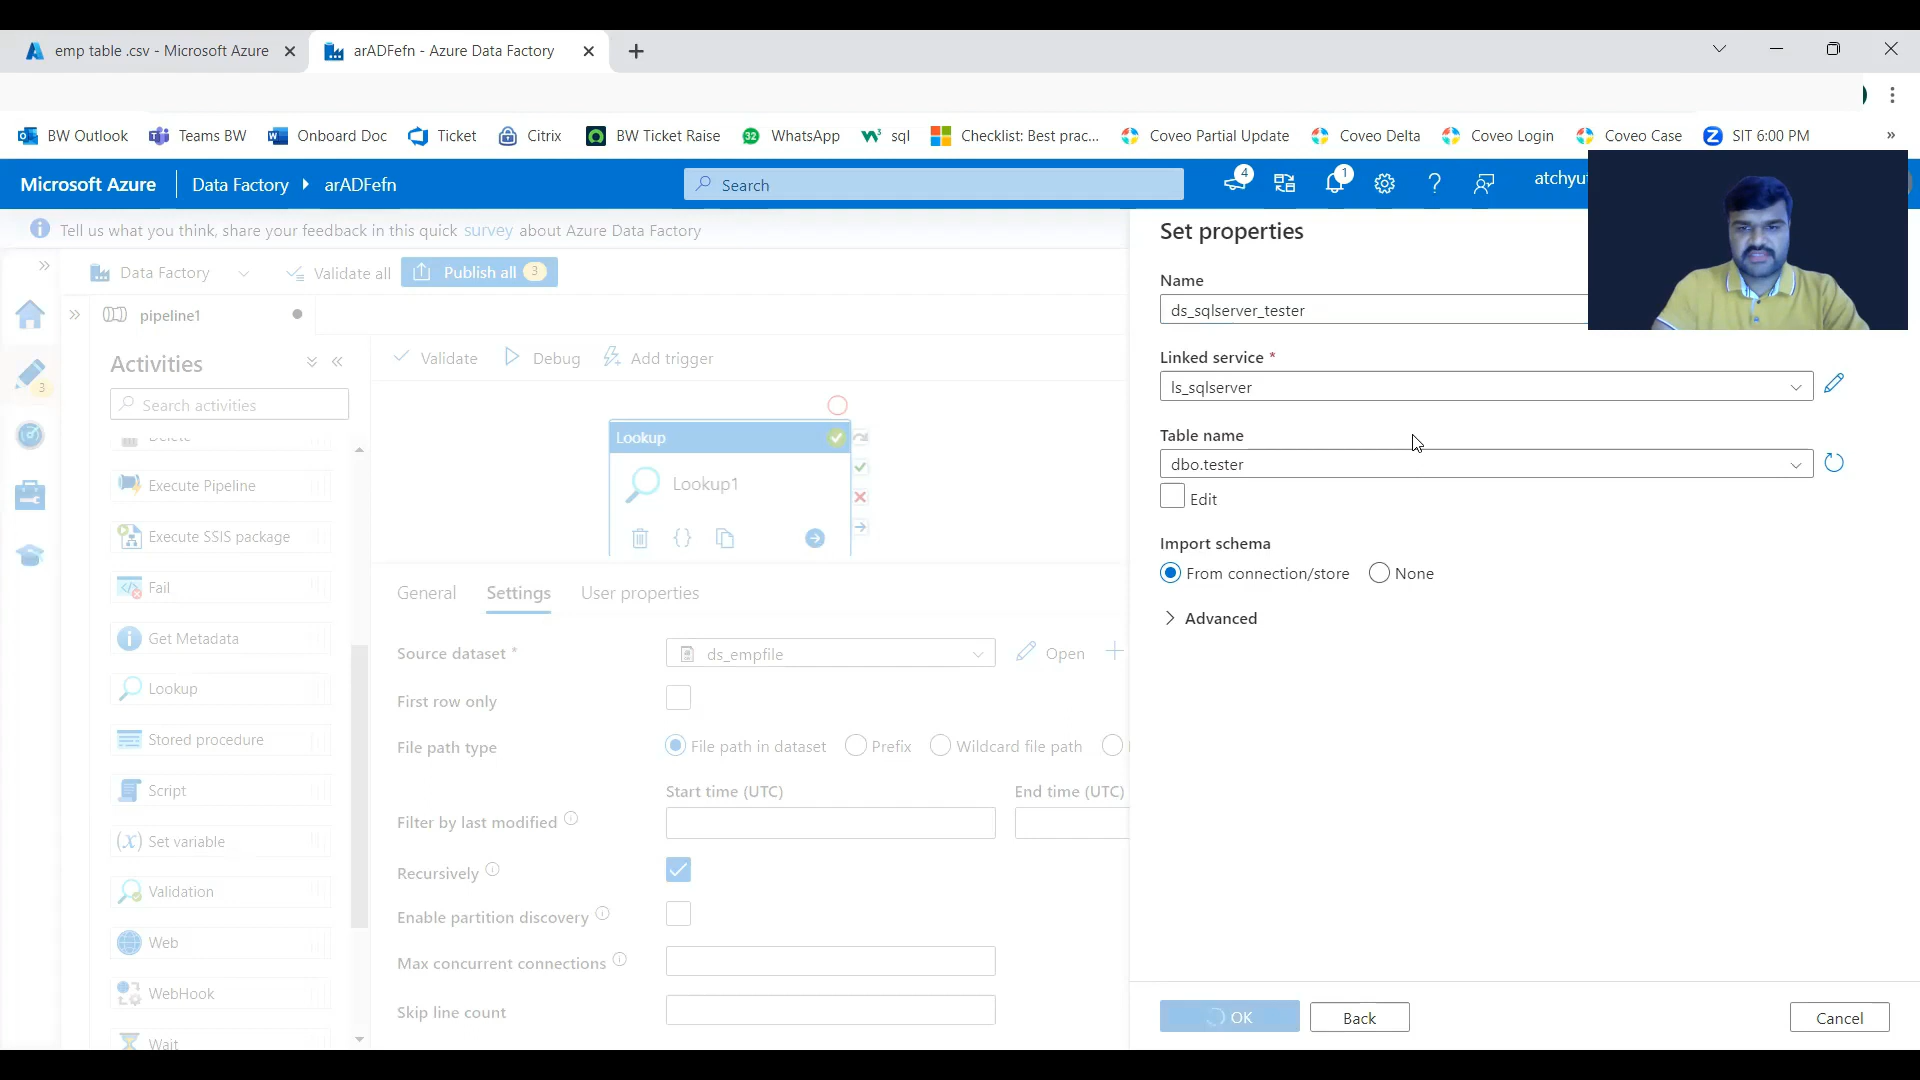 emp table .csv - Microsoft Azure
arADFefn - Azure Data Factory
BW Outlook
Teams BW
Onboard Doc
Ticket
Citrix
BW Ticket Raise
32
WhatsApp
sql
Checklist: Best prac...
Coveo Partial Update
Coveo Delta
Coveo Login
Coveo Case
SIT 6:00 PM
Microsoft Azure
Data Factory
arADFefn
Search
4
1
Tell us what you think, share your feedback in this quick survey about Azure Data Factory
Data Factory
Validate all
Publish all 3
pipeline1
3
Activities
Search activities
Delete
Execute Pipeline
Execute SSIS package
Fail
Get Metadata
Lookup
Stored procedure
Script
Set variable
Validation
Web
WebHook
Wait
Validate
Debug
Add trigger
Lookup
Lookup1
General
Settings
User properties
Source dataset *
ds_empfile
Open
First row only
File path type
File path in dataset
Prefix
Wildcard file path
Start time (UTC)
End time (UTC)
Filter by last modified
Recursively
Enable partition discovery
Max concurrent connections
Skip line count
Set properties
Name
ds_sqlserver_tester
Linked service *
ls_sqlserver
Table name
dbo.tester
Edit
Import schema
From connection/store
None
Advanced
OK
Back
Cancel